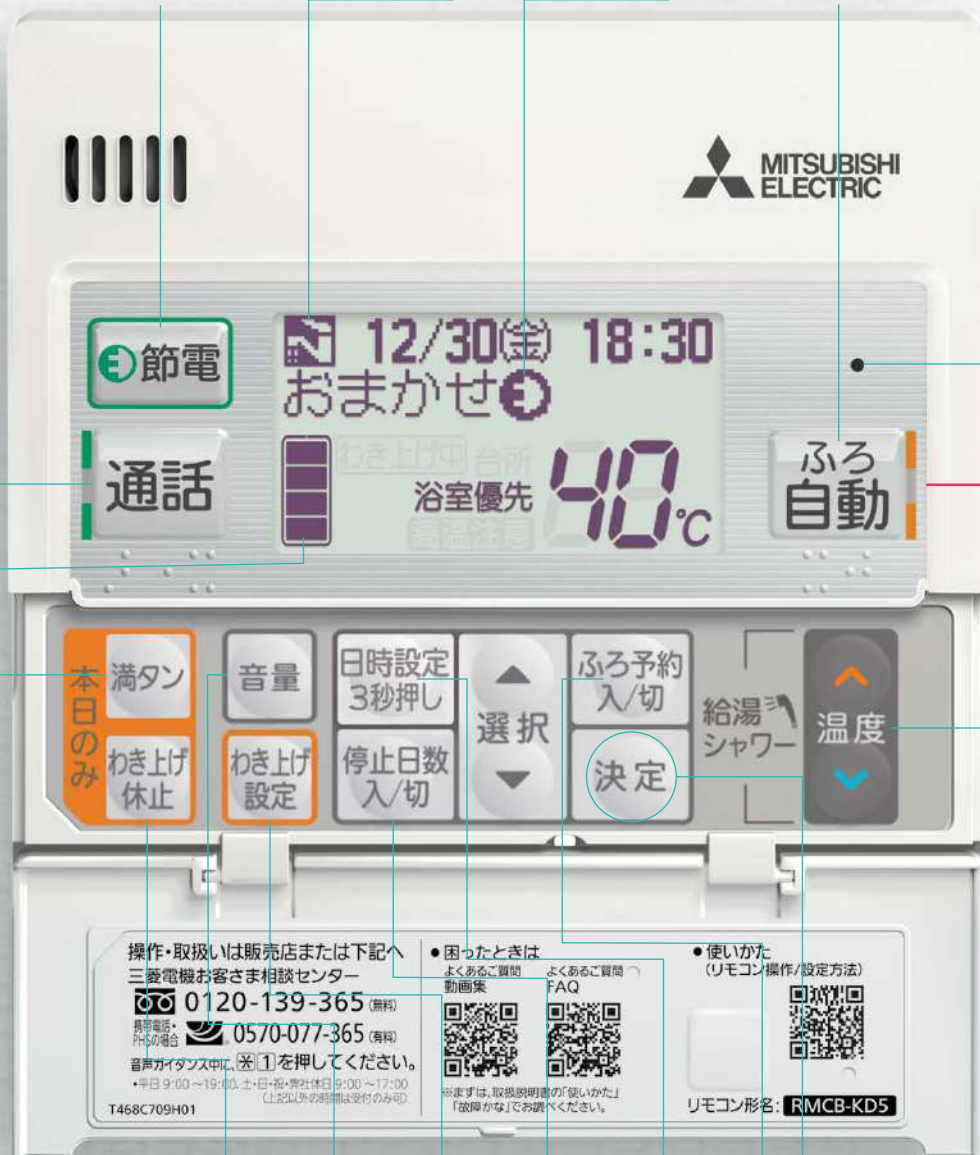 MITSUBISHI
ELECTRIC
節電
12/30(金) 18:30
おまかせ
通話
わき上げ中 台所
浴室優先 40℃
高温注意
ふろ
自動
本日のみ
満タン
わき上げ
休止
音量
わき上げ
設定
日時設定
3秒押し
停止日数
入/切
選択
ふろ予約
入/切
決定
給湯
シャワー
温度
操作・取扱いは販売店または下記へ
三菱電機お客さま相談センター
0120-139-365(無料)
携帯電話・
PHSの場合
0570-077-365(有料)
音声ガイダンス中に、※1を押してください。
・平日9:00~19:00、土・日・祝・弊社休日9:00~17:00
(上記以外の時間は受付のみ可)
T468C709H01
●困ったときは
よくあるご質問
動画集
よくあるご質問
FAQ
※まずは、取扱説明書の「使いかた」
「故障かな」でお調べください。
●使いかた
(リモコン操作/設定方法)
リモコン形名:RMCB-KD5